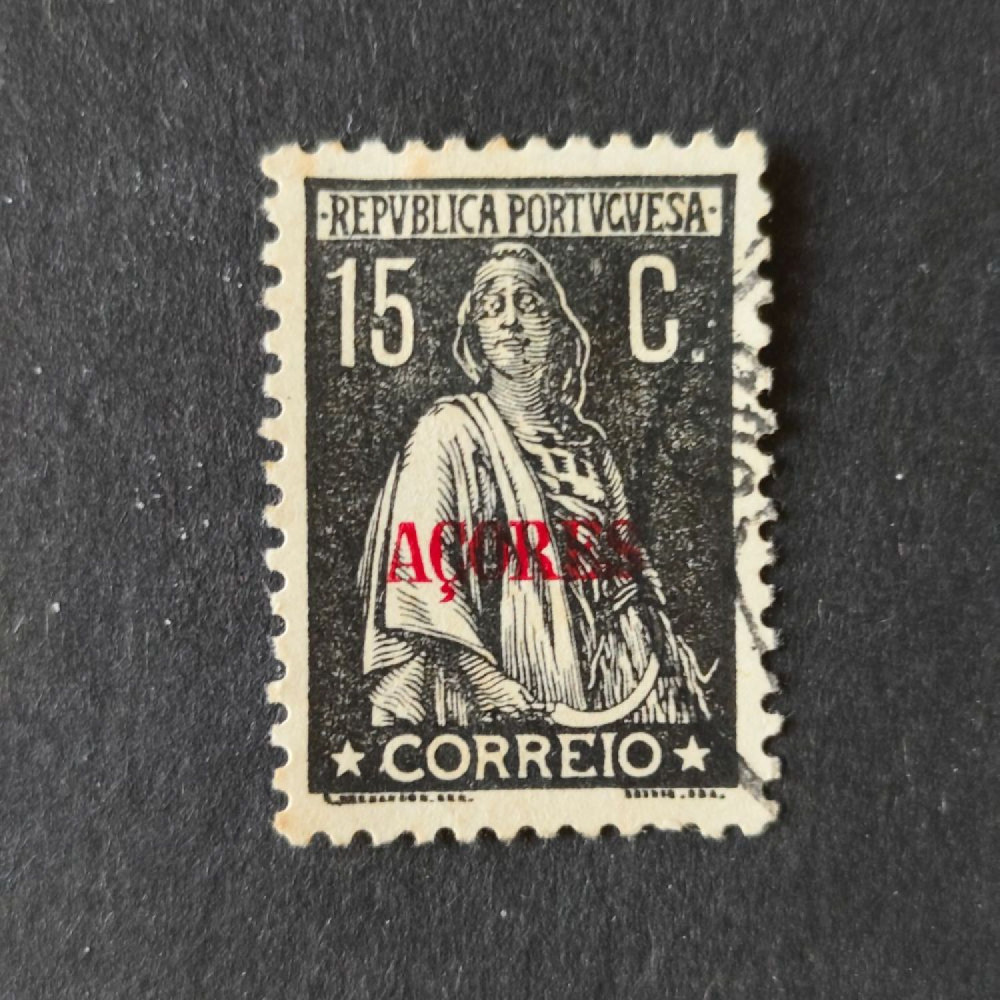 ·REPVBLICA PORTVGVESA·
15 C.
AÇORES
★ CORREIO ★